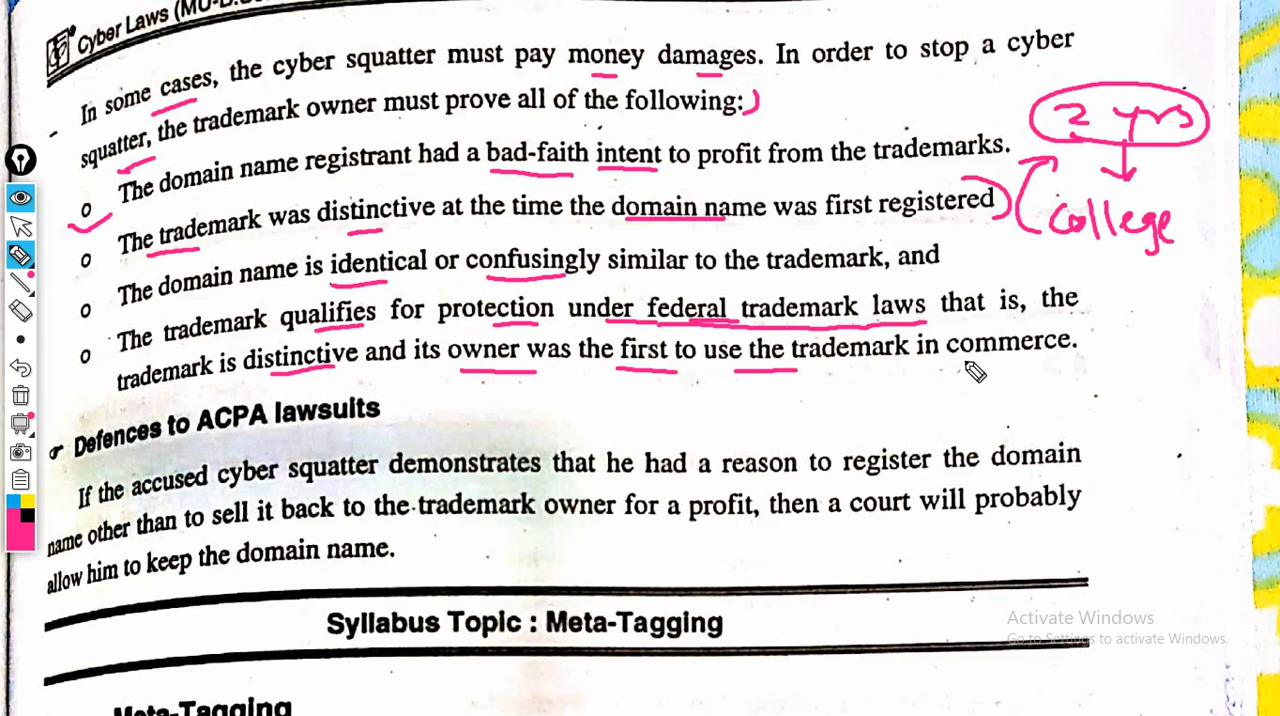 Cyber Laws (MU-B.
In some cases, the cyber squatter must pay money damages. In order to stop a cyber
squatter, the trademark owner must prove all of the following:
The domain name registrant had a bad-faith intent to profit from the trademarks.
The trademark was distinctive at the time the domain name was first registered
The domain name is identical or confusingly similar to the trademark, and
The trademark qualifies for protection under federal trademark laws that is, the
trademark is distinctive and its owner was the first to use the trademark in commerce.
2 yrs
college
Defences to ACPA lawsuits
If the accused cyber squatter demonstrates that he had a reason to register the domain
name other than to sell it back to the trademark owner for a profit, then a court will probably
allow him to keep the domain name.
Syllabus Topic : Meta-Tagging
Meta-Tagging
Activate Windows
Go to Settings to activate Windows.